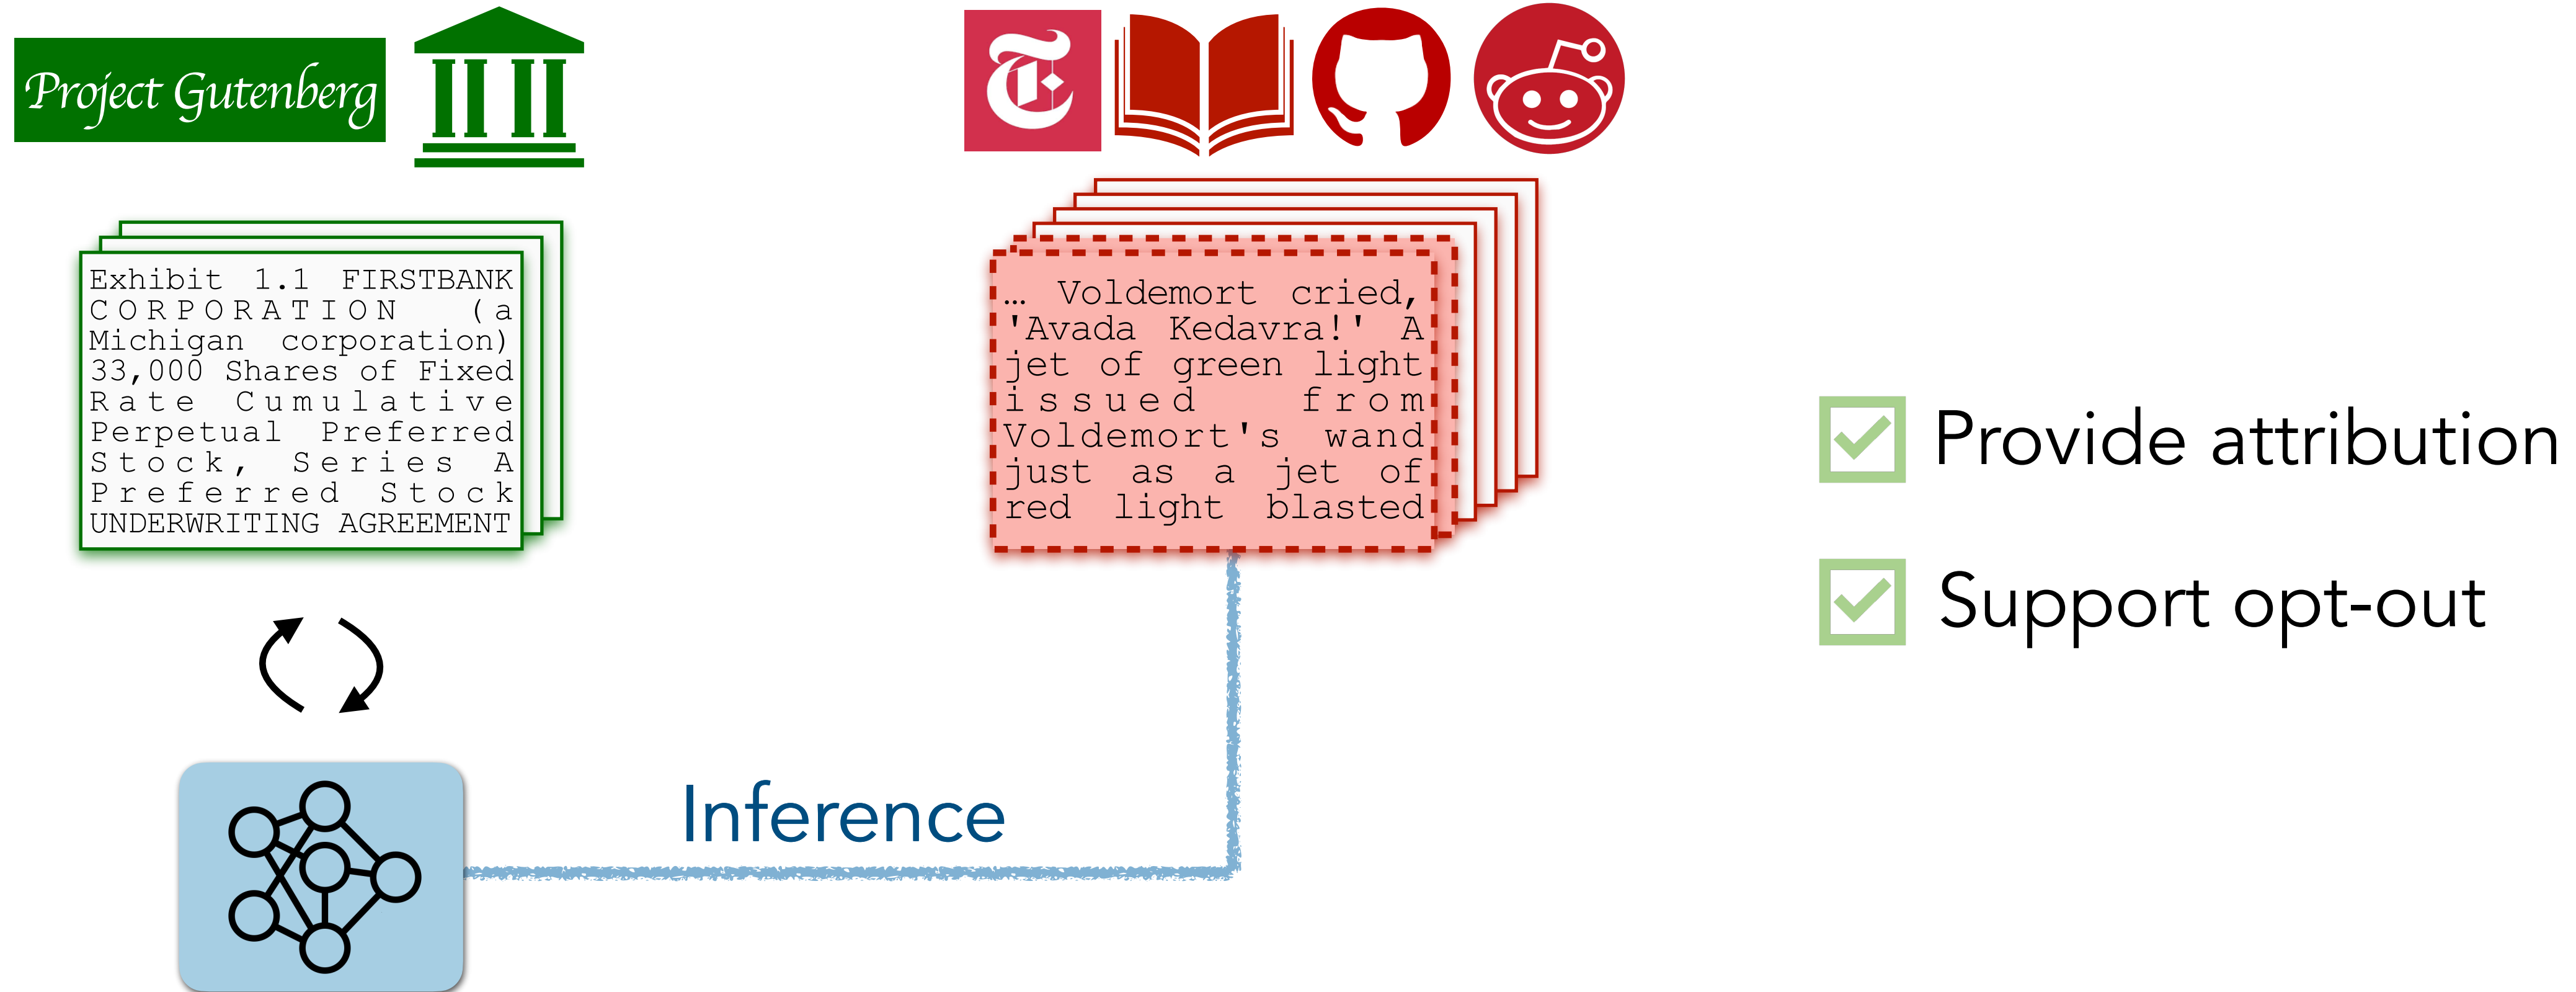 Project Gutenberg
Exhibit 1.1 FIRSTBANK
CORPORATION (a
Michigan corporation)
33,000 Shares of Fixed
Rate Cumulative
Perpetual Preferred
Stock, Series A
Preferred Stock
UNDERWRITING AGREEMENT
T
… Voldemort cried,
'Avada Kedavra!' A
jet of green light
issued from
Voldemort's wand
just as a jet of
red light blasted
Provide attribution
Support opt-out
Inference